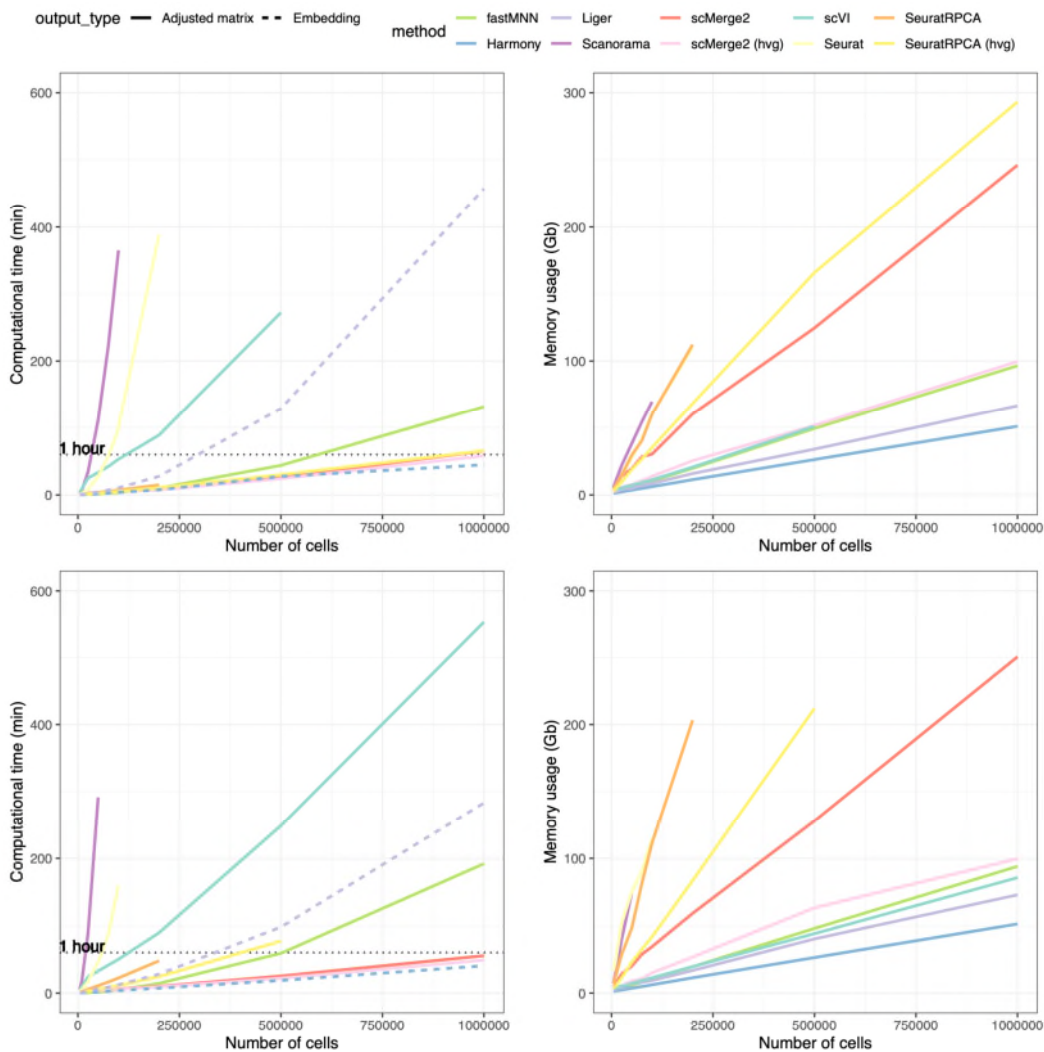 output_type Adjusted matrix Embedding
method fastMNN Liger scMerge2 scVI SeuratRPCA
Harmony Scanorama scMerge2 (hvg) Seurat SeuratRPCA (hvg)
Computational time (min)
600
400
200
0
1 hour
0 250000 500000 750000 1000000
Number of cells
Memory usage (Gb)
300
200
100
0
0 250000 500000 750000 1000000
Number of cells
Computational time (min)
600
400
200
0
1 hour
0 250000 500000 750000 1000000
Number of cells
Memory usage (Gb)
300
200
100
0
0 250000 500000 750000 1000000
Number of cells